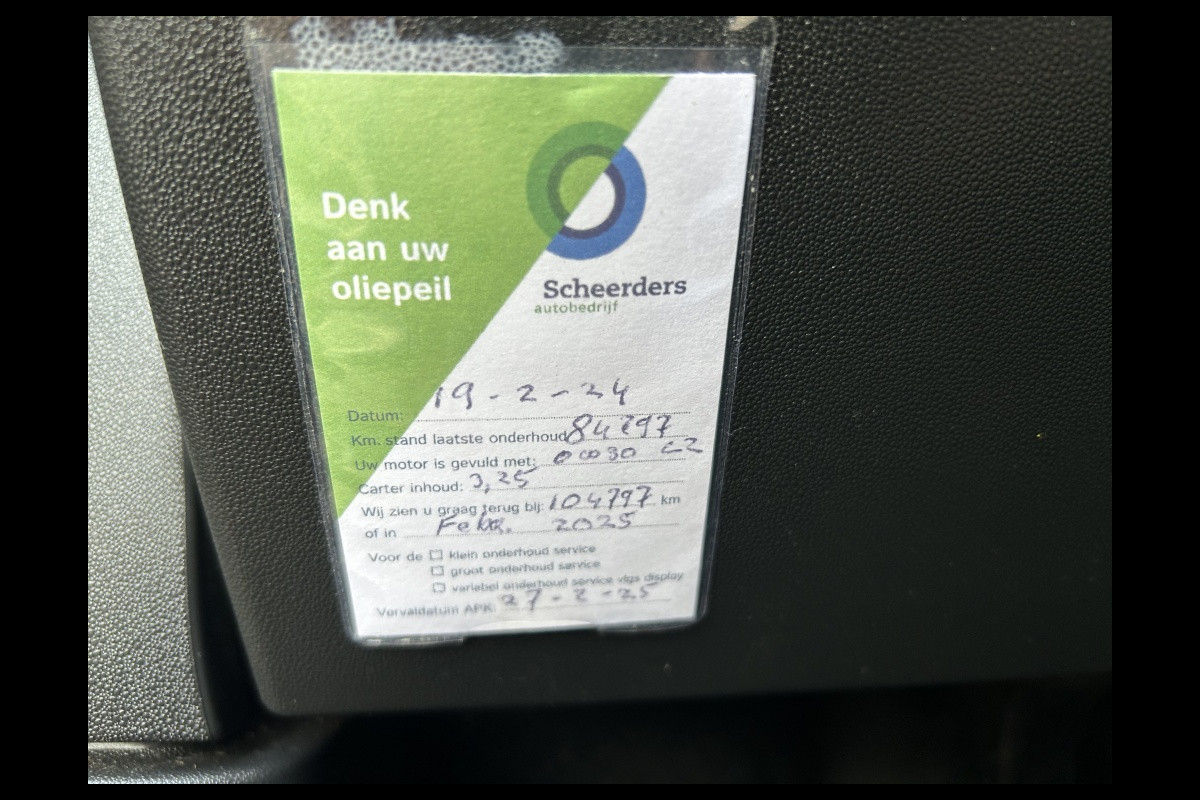 Denk
aan uw
oliepeil
Scheerders
autobedrijf
Datum: 19-2-24
Km. stand laatste onderhoud 84797
Uw motor is gevuld met: 0W30 C2
Carter inhoud: 3,25
Wij zien u graag terug bij: 104797 km
of in Febr. 2025
Voor de □ klein onderhoud service
□ groot onderhoud service
□ variabel onderhoud service vlgs display
Vervaldatum APK: 27-2-25